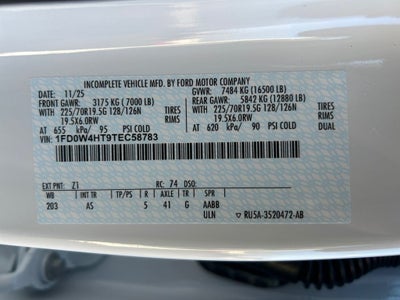 INCOMPLETE VEHICLE MFD. BY FORD MOTOR COMPANY
DATE: 11/25 GVWR: 7484 KG (16500 LB)
FRONT GAWR: 3175 KG (7000 LB) REAR GAWR: 5842 KG (12880 LB)
225/70R19.5G 128/126N TIRES 225/70R19.5G 128/126N TIRES
19.5X6.0RW RIMS 19.5X6.0RW RIMS
AT 655 kPa/ 95 PSI COLD AT 620 kPa/ 90 PSI COLD
VIN: 1FD0W4HT9TEC58783
EXT PNT: Z1 RC: 74 DSO:
WB INT TR TP/PS R AXLE TR SPR
203 AS 5 41 G AABB
ULN ▼ RU5A-3520472-AB